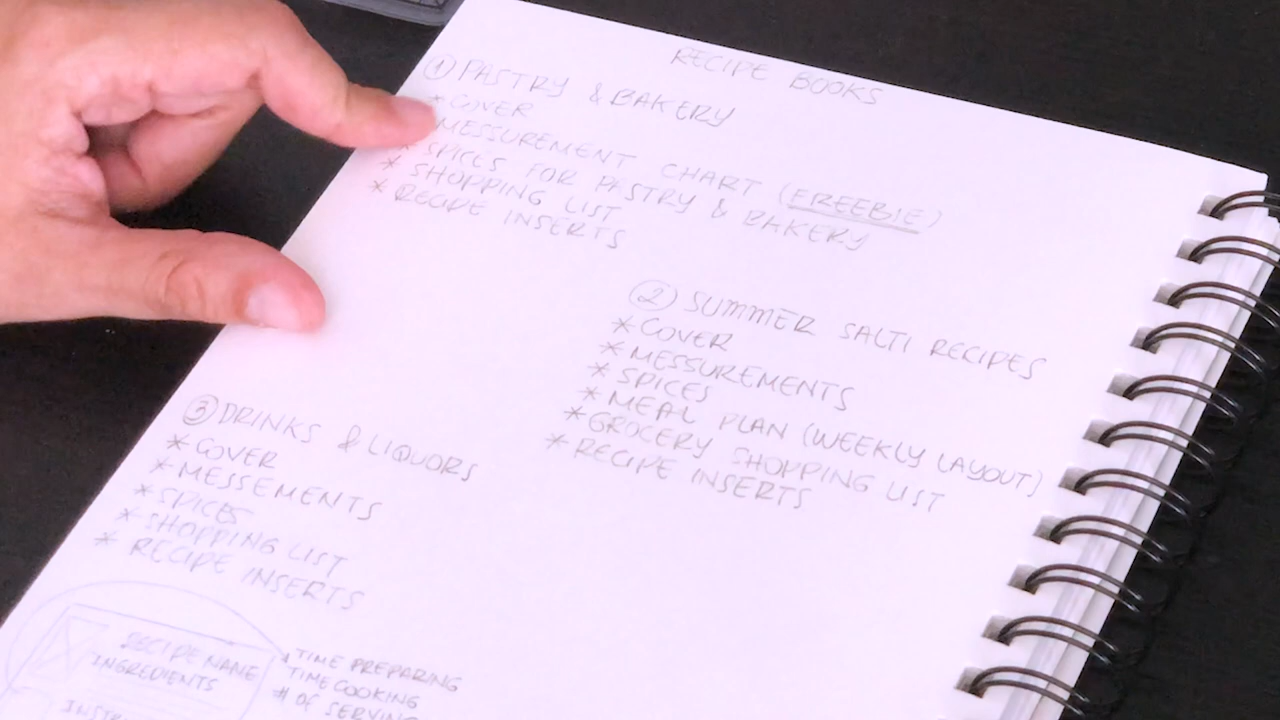 RECIPE BOOKS
① PASTRY & BAKERY
* COVER
MESSUREMENT CHART (FREEBIE)
* SPICES FOR PASTRY & BAKERY
* SHOPPING LIST
* RECIPE INSERTS
② SUMMER SALTI RECIPES
* COVER
* MESSUREMENTS
* SPICES
* MEAL PLAN (WEEKLY LAYOUT)
* GROCERY SHOPPING LIST
* RECIPE INSERTS
③ DRINKS & LIQUORS
* COVER
* MESSEMENTS
* SPICES
* SHOPPING LIST
* RECIPE INSERTS
RECIPE NAME
INGREDIENTS
TIME PREPARING
TIME COOKING
# OF SERVING